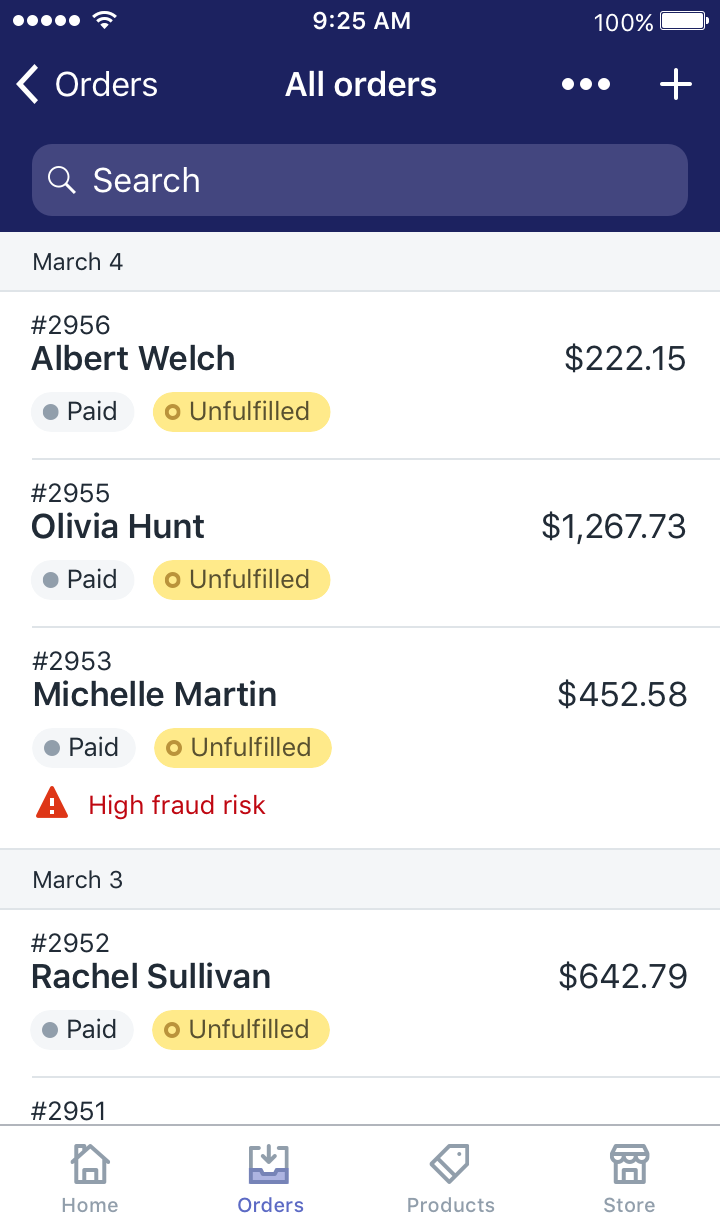 9:25 AM 100%
Orders All orders
Search
March 4
#2956
Albert Welch $222.15
Paid Unfulfilled
#2955
Olivia Hunt $1,267.73
Paid Unfulfilled
#2953
Michelle Martin $452.58
Paid Unfulfilled
High fraud risk
March 3
#2952
Rachel Sullivan $642.79
Paid Unfulfilled
#2951
Home Orders Products Store